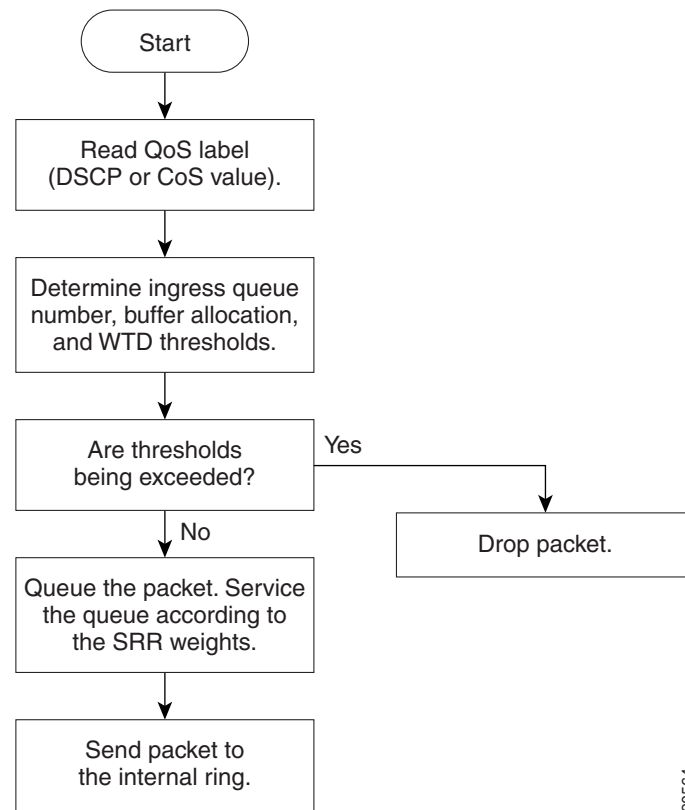 Start
Read QoS label
(DSCP or CoS value).
Determine ingress queue
number, buffer allocation,
and WTD thresholds.
Are thresholds
being exceeded?
Yes
No
Drop packet.
Queue the packet. Service
the queue according to
the SRR weights.
Send packet to
the internal ring.